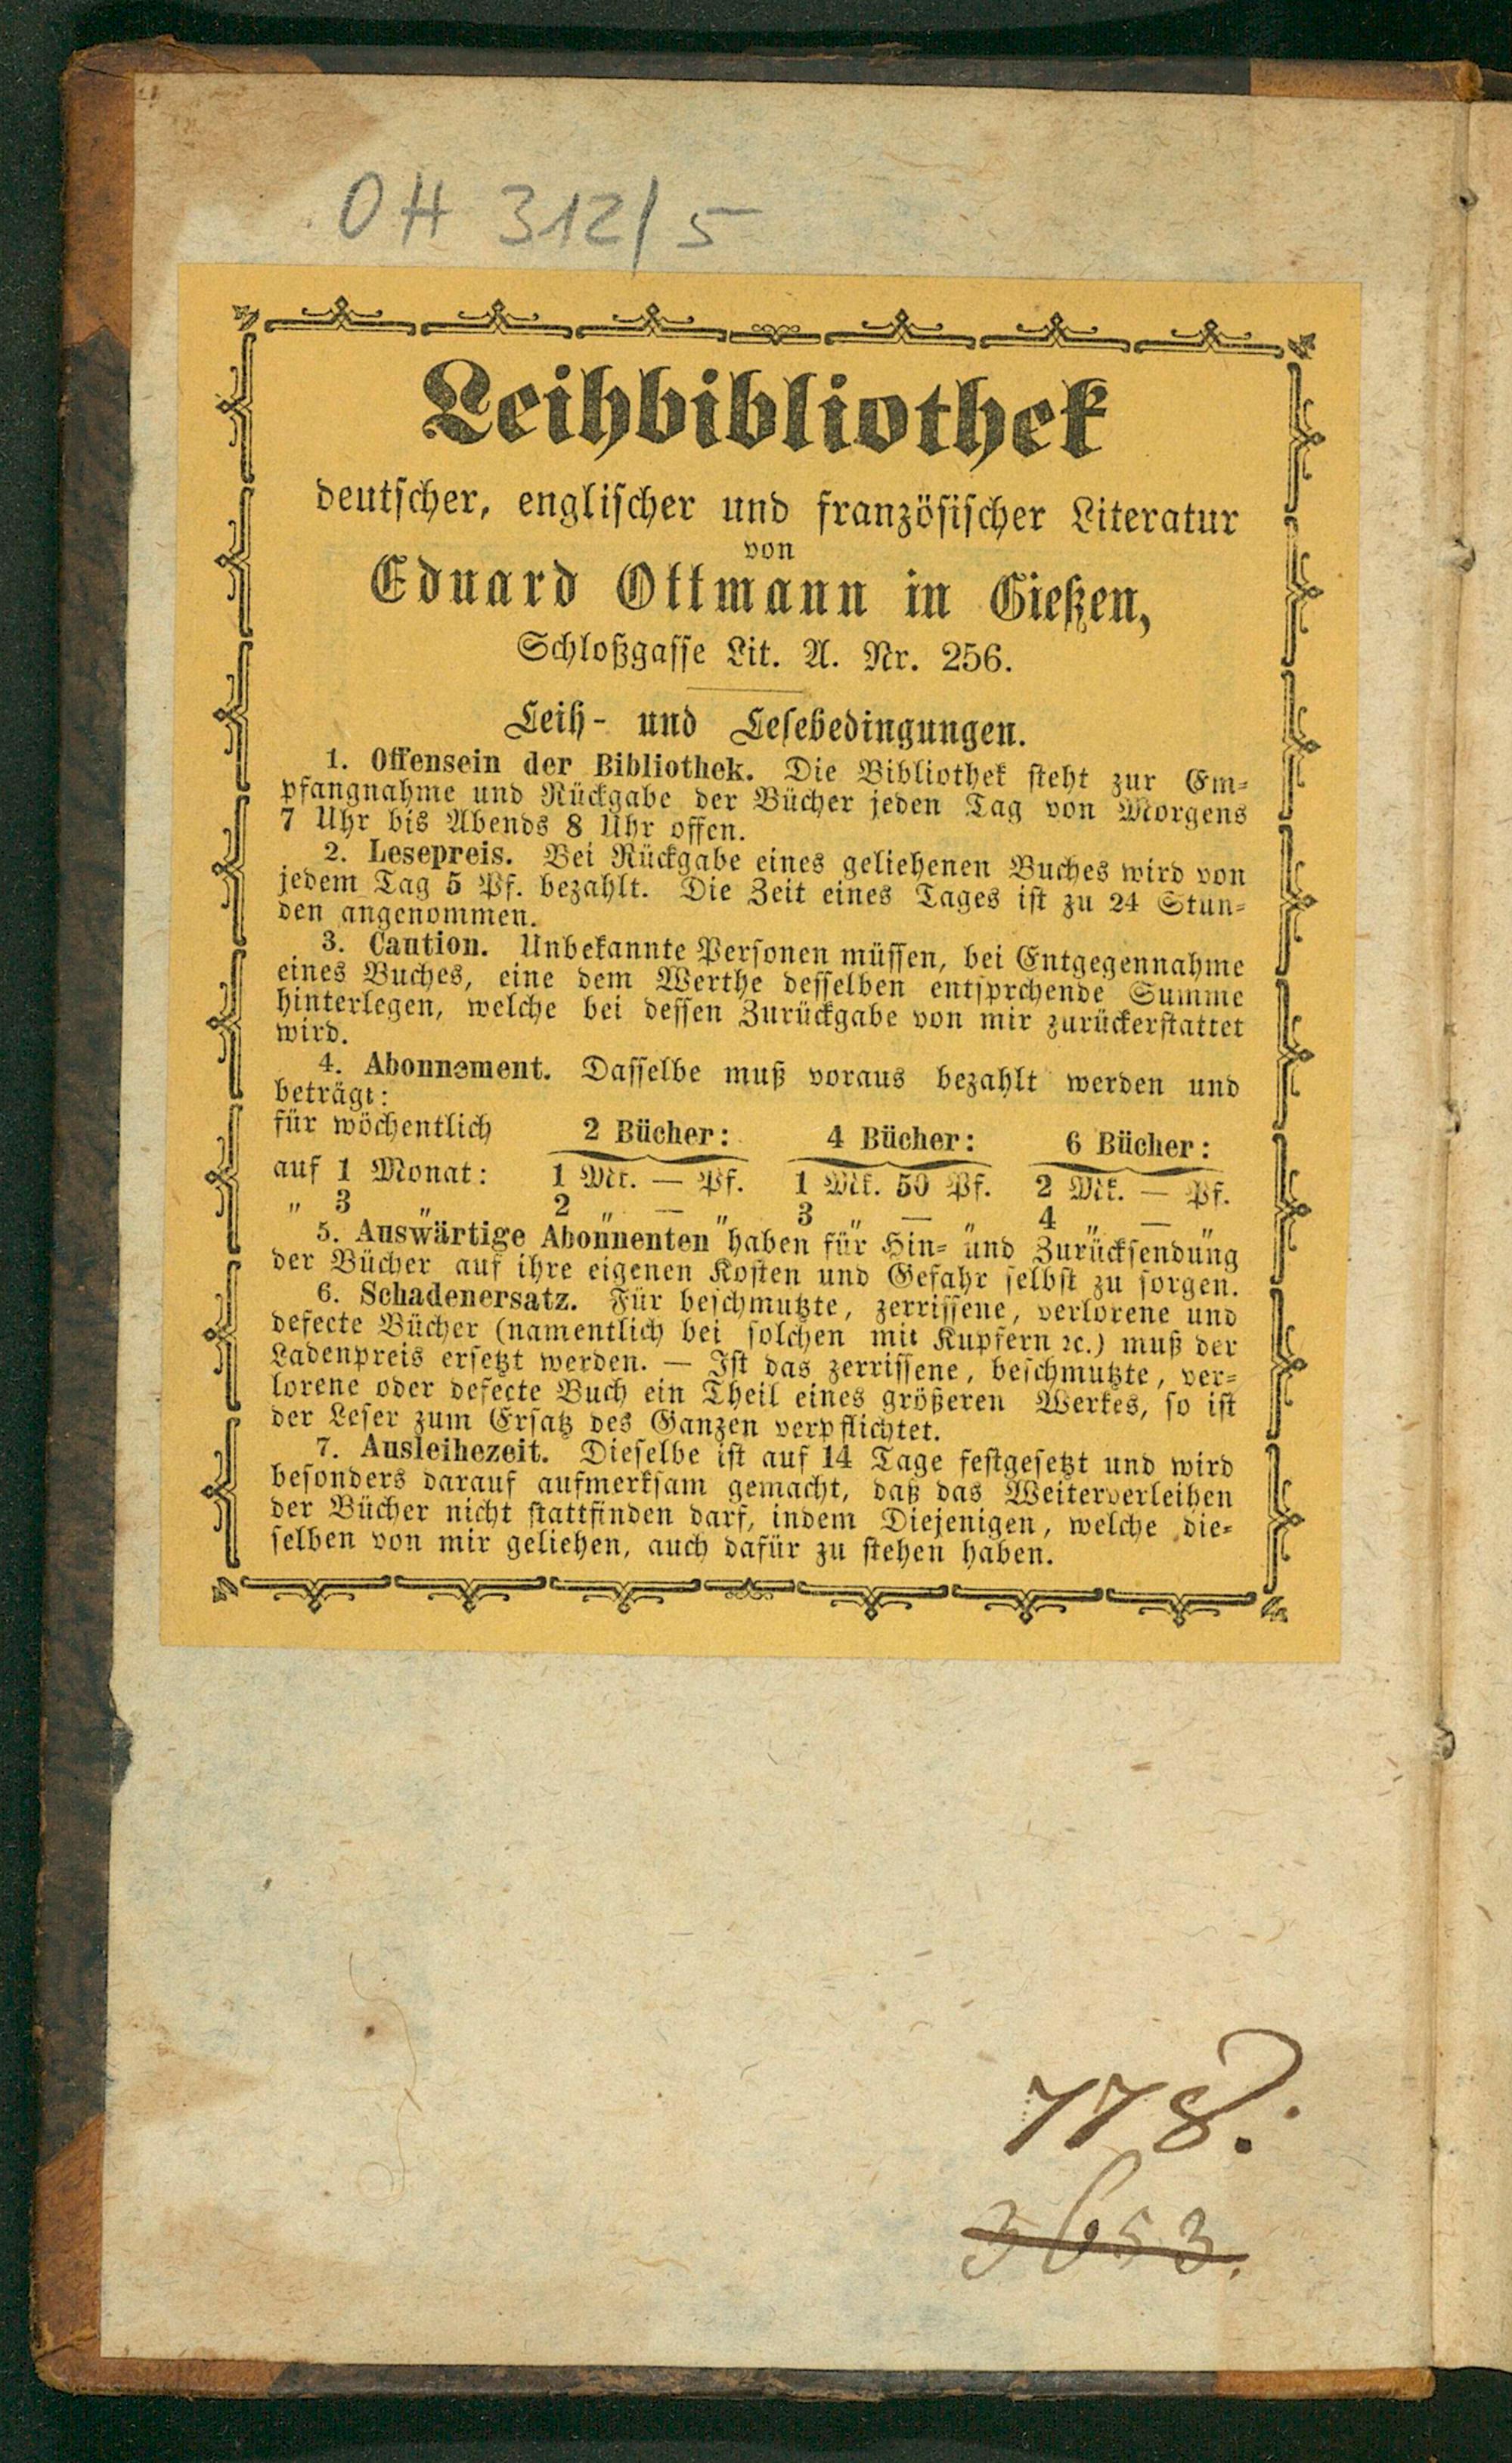 OH 312/5
Leihbibliothek
deutscher, englischer und französischer Literatur
von
Eduard Ottmann in Gießen,
Schloßgasse Lit. A. Nr. 256.
Leih- und Lesebedingungen.
1. Offensein der Bibliothek. Die Bibliothek steht zur Em-
pfangnahme und Rückgabe der Bücher jeden Tag von Morgens
7 Uhr bis Abends 8 Uhr offen.
2. Lesepreis. Bei Rückgabe eines geliehenen Buches wird von
jedem Tag 5 Pf. bezahlt. Die Zeit eines Tages ist zu 24 Stun-
den angenommen.
3. Caution. Unbekannte Personen müssen, bei Entgegennahme
eines Buches, eine dem Werthe desselben entsprchende Summe
hinterlegen, welche bei dessen Zurückgabe von mir zurückerstattet
wird.
4. Abonnement. Dasselbe muß voraus bezahlt werden und
beträgt:
für wöchentlich 2 Bücher: 4 Bücher: 6 Bücher:
auf 1 Monat: 1 Mk. — Pf. 1 Mk. 50 Pf. 2 Mk. — Pf.
„ 3 „ 2 „ — „ 3 „ — „ 4 „ — „
5. Auswärtige Abonnenten haben für Hin- und Zurücksendung
der Bücher auf ihre eigenen Kosten und Gefahr selbst zu sorgen.
6. Schadenersatz. Für beschmutzte, zerrissene, verlorene und
defecte Bücher (namentlich bei solchen mit Kupfern ꝛc.) muß der
Ladenpreis ersetzt werden. — Ist das zerrissene, beschmutzte, ver-
lorene oder defecte Buch ein Theil eines größeren Werkes, so ist
der Leser zum Ersatz des Ganzen verpflichtet.
7. Ausleihezeit. Dieselbe ist auf 14 Tage festgesetzt und wird
besonders darauf aufmerksam gemacht, daß das Weiterverleihen
der Bücher nicht stattfinden darf, indem Diejenigen, welche die-
selben von mir geliehen, auch dafür zu stehen haben.
778.
3653.